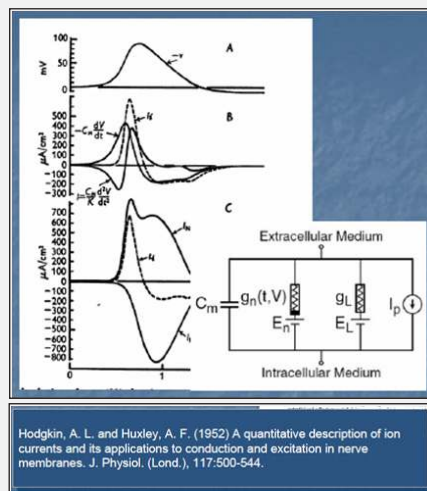 100
A
mV
50
-V
0
B
500
400
300
200
100
0
-100
-200
-300
μA/cm²
C
700
600
500
400
300
200
100
0
-100
-200
-300
-400
-500
-600
-700
-800
μA/cm²
0
1
Extracellular Medium
Cm
gn(t,V)
gL
En
EL
Ip
Intracellular Medium
Hodgkin, A. L. and Huxley, A. F. (1952) A quantitative description of ion
currents and its applications to conduction and excitation in nerve
membranes. J. Physiol. (Lond.), 117:500-544.